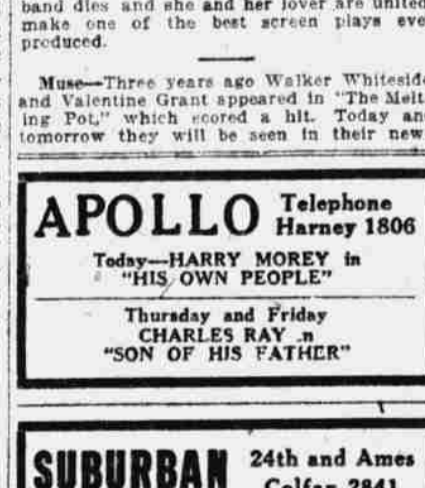 band dies and she and her lover are united
make one of the best screen plays eve
produced.
Muse—Three years ago Walker Whiteside
and Valentine Grant appeared in "The Melt
ing Pot," which scored a hit. Today an
tomorrow they will be seen in their new
APOLLO Telephone
Harney 1806
Today—HARRY MOREY in
"HIS OWN PEOPLE"
Thursday and Friday
CHARLES RAY .n
"SON OF HIS FATHER"
SUBURBAN 24th and Ames
Colfax 2841